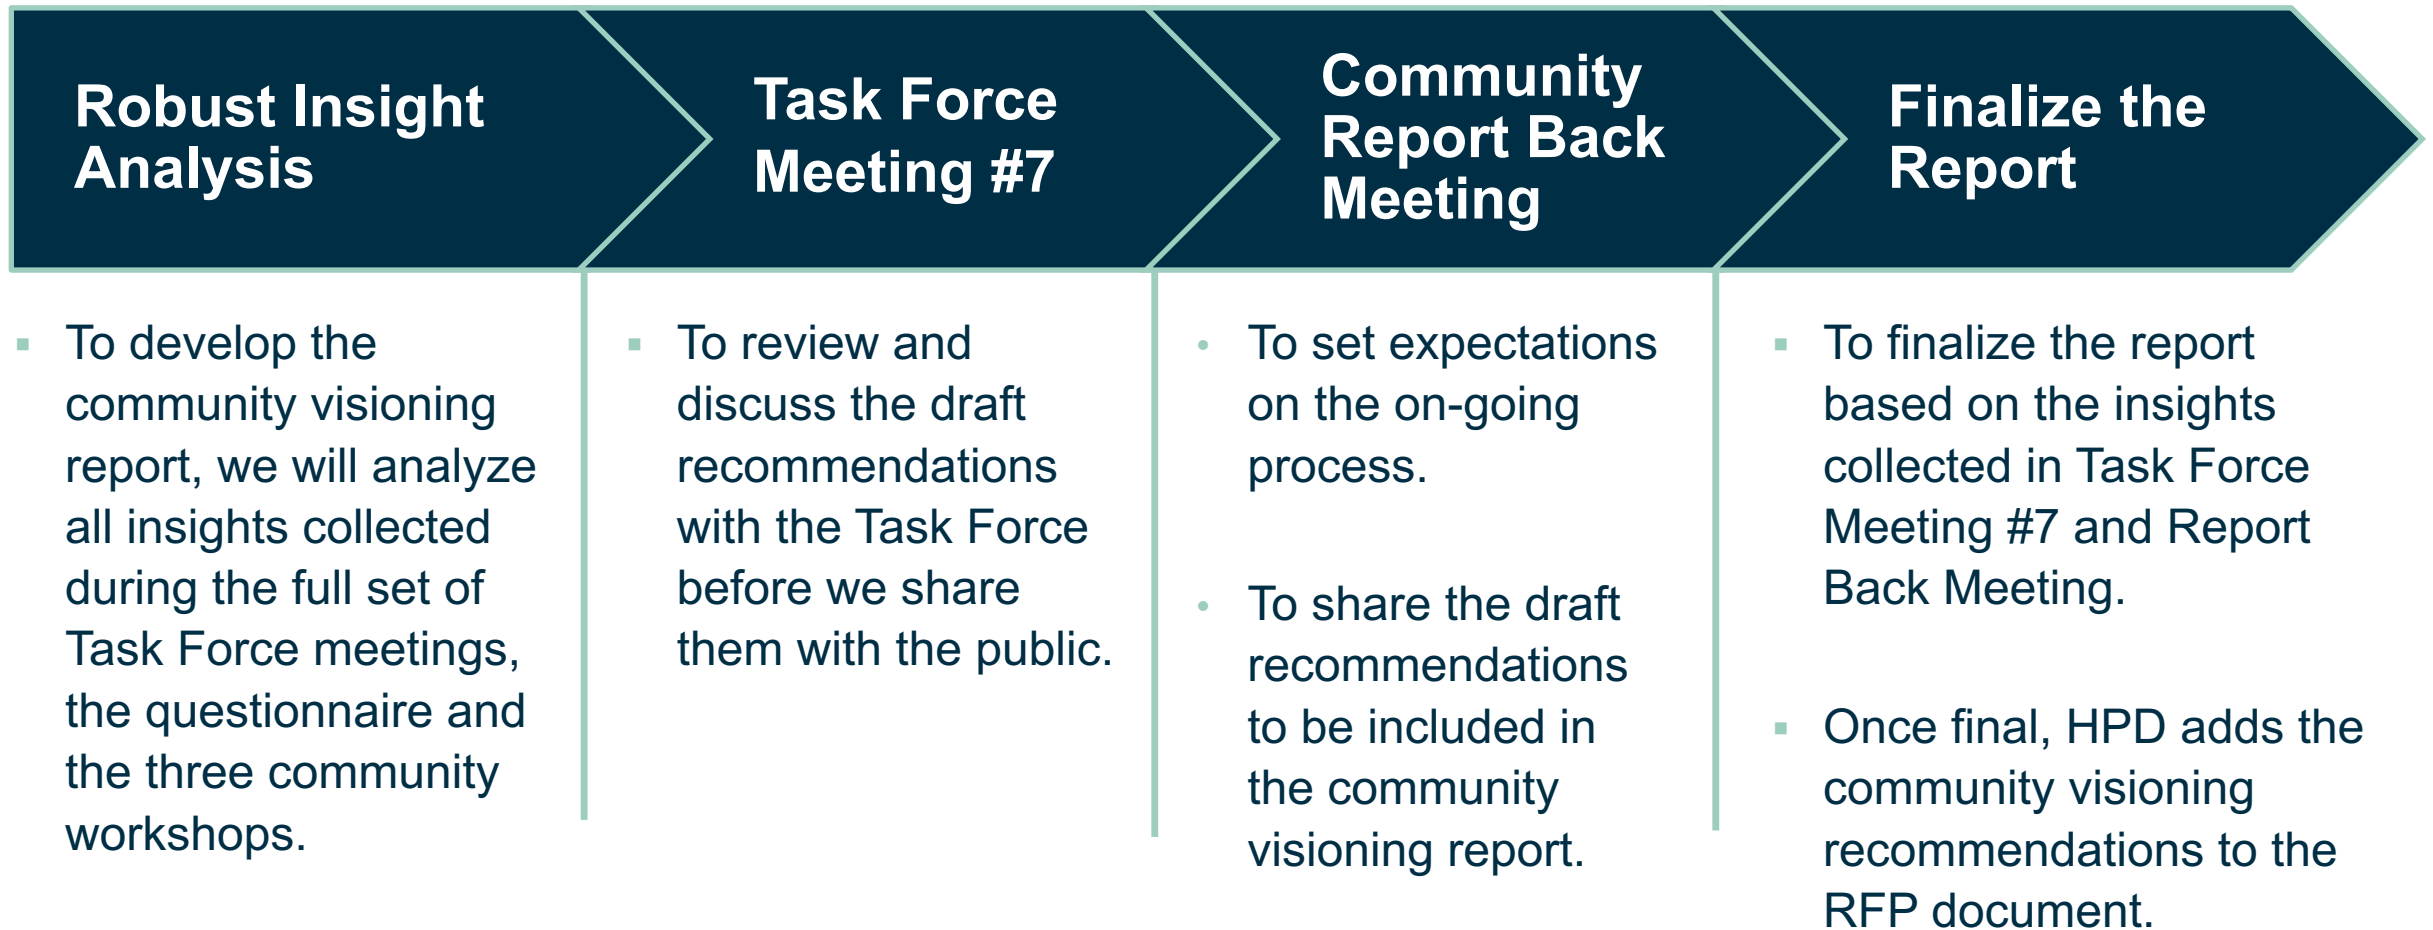 Robust Insight
Analysis
Task Force
Meeting #7
Community
Report Back
Meeting
Finalize the
Report
▪ To develop the
community visioning
report, we will analyze
all insights collected
during the full set of
Task Force meetings,
the questionnaire and
the three community
workshops.
▪ To review and
discuss the draft
recommendations
with the Task Force
before we share
them with the public.
• To set expectations
on the on-going
process.
• To share the draft
recommendations
to be included in
the community
visioning report.
▪ To finalize the report
based on the insights
collected in Task Force
Meeting #7 and Report
Back Meeting.
▪ Once final, HPD adds the
community visioning
recommendations to the
RFP document.